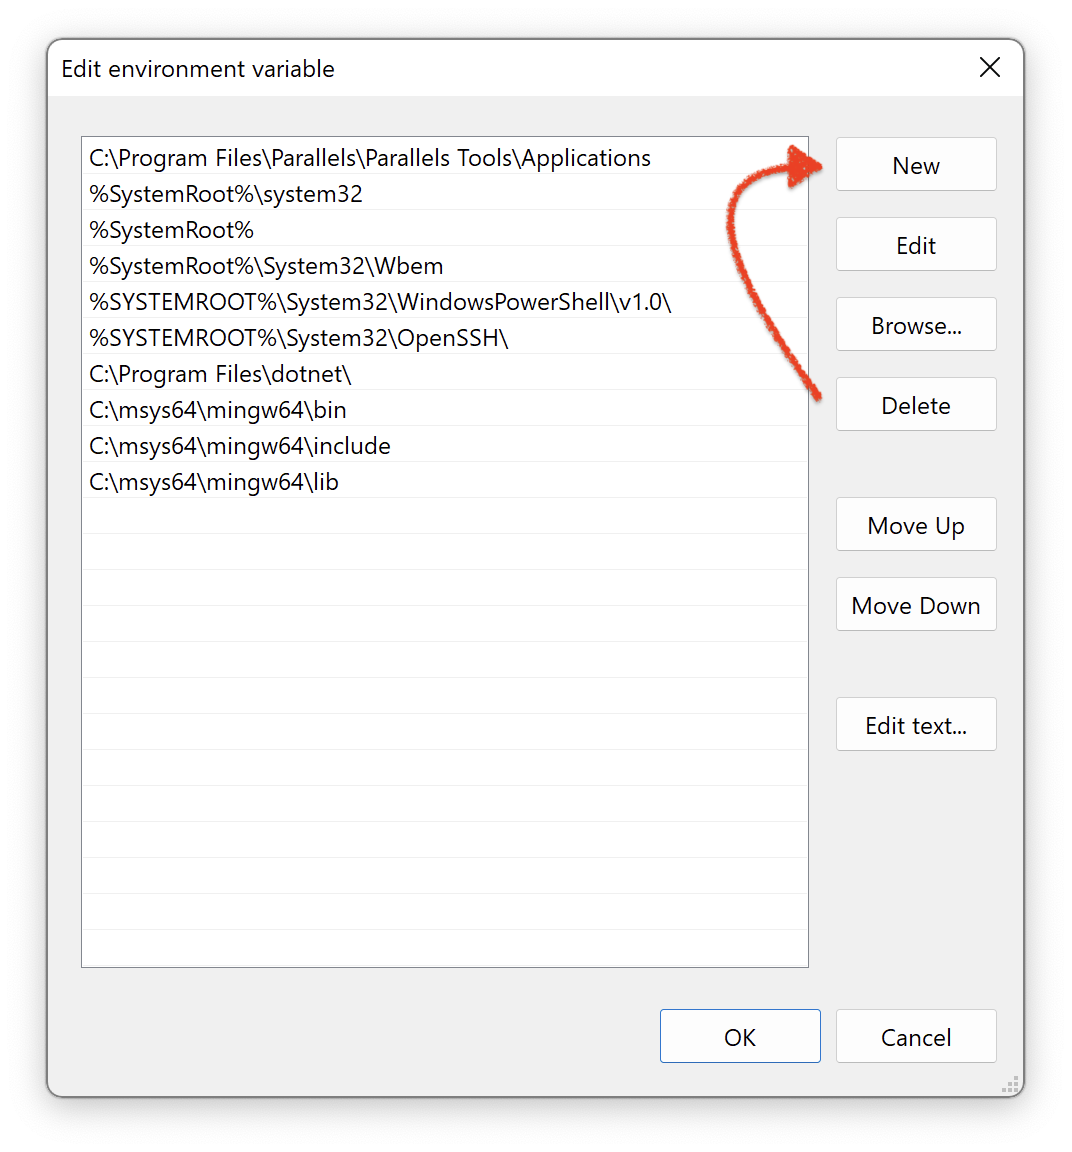 Edit environment variable
C:\Program Files\Parallels\Parallels Tools\Applications
%SystemRoot%\system32
%SystemRoot%
%SystemRoot%\System32\Wbem
%SYSTEMROOT%\System32\WindowsPowerShell\v1.0\
%SYSTEMROOT%\System32\OpenSSH\
C:\Program Files\dotnet\
C:\msys64\mingw64\bin
C:\msys64\mingw64\include
C:\msys64\mingw64\lib
New
Edit
Browse...
Delete
Move Up
Move Down
Edit text...
OK
Cancel